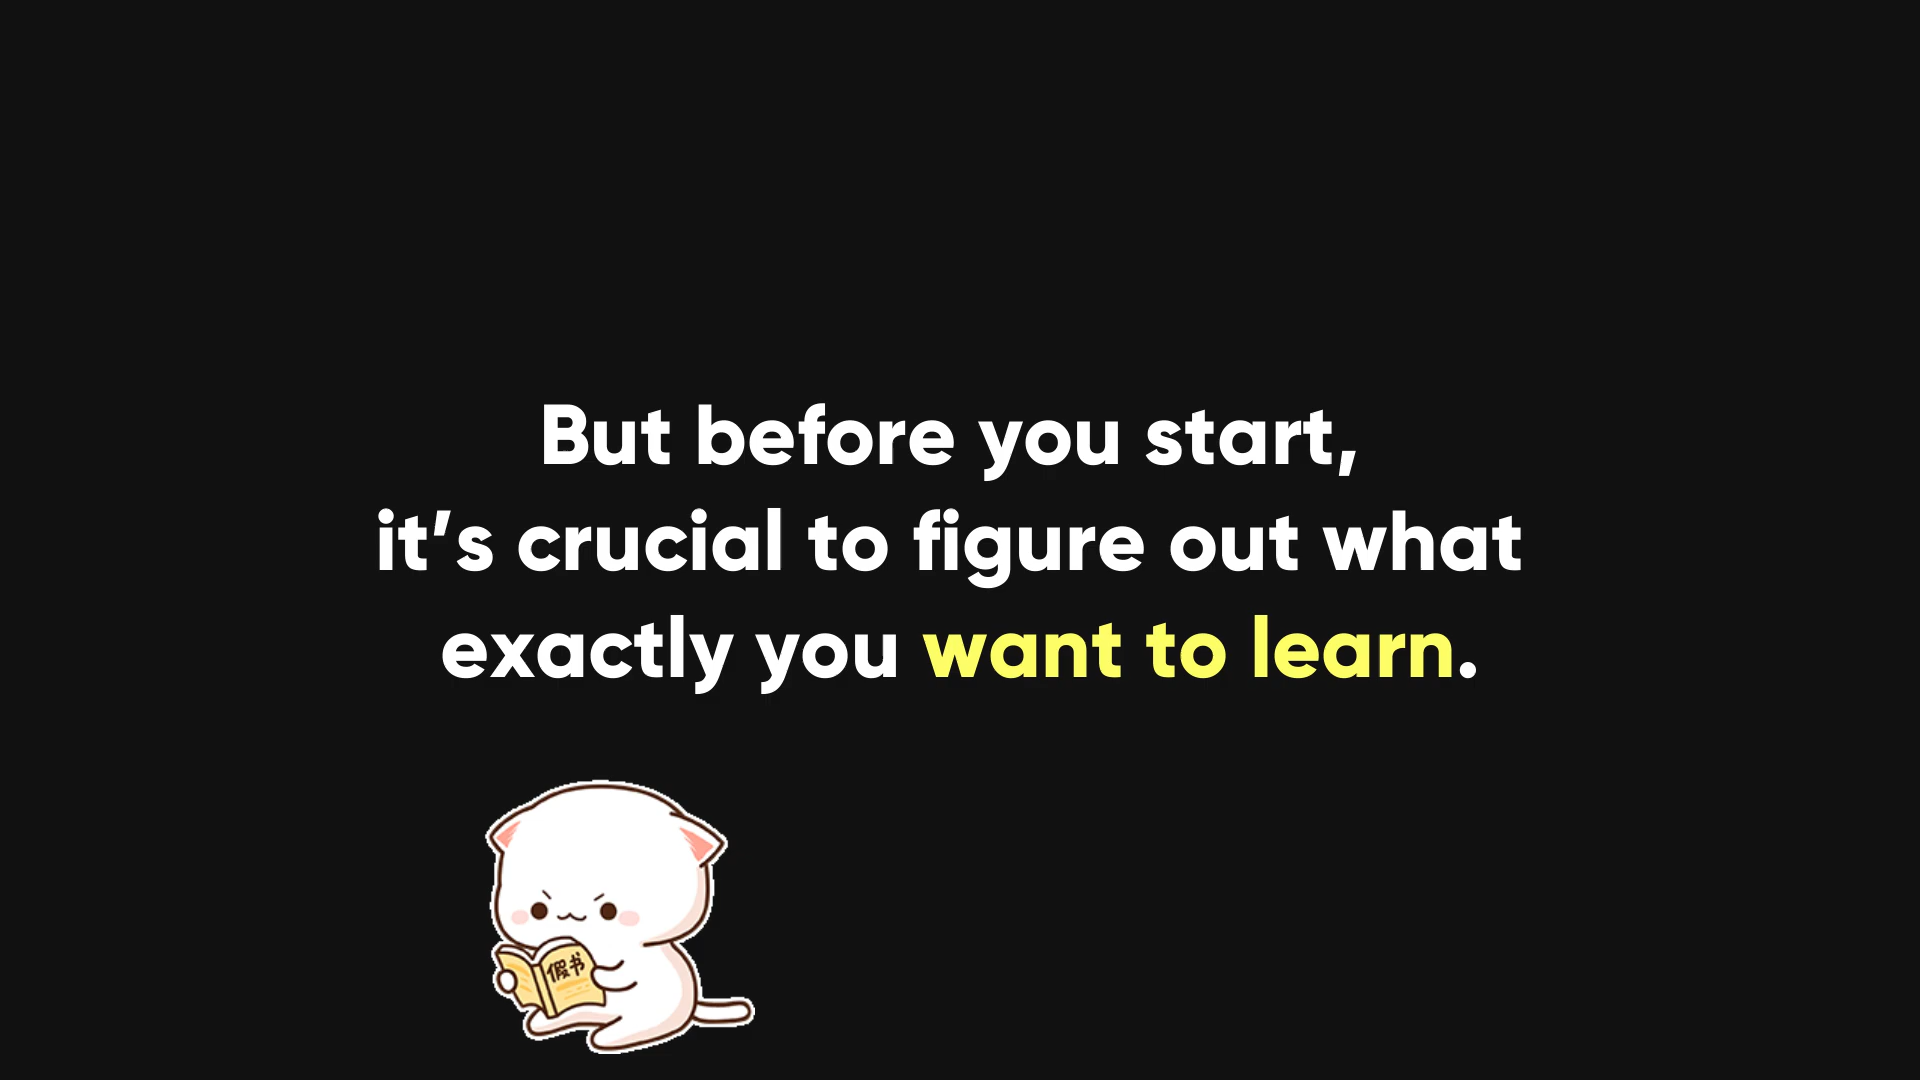 But before you start,
it’s crucial to figure out what
exactly you want to learn.
假书